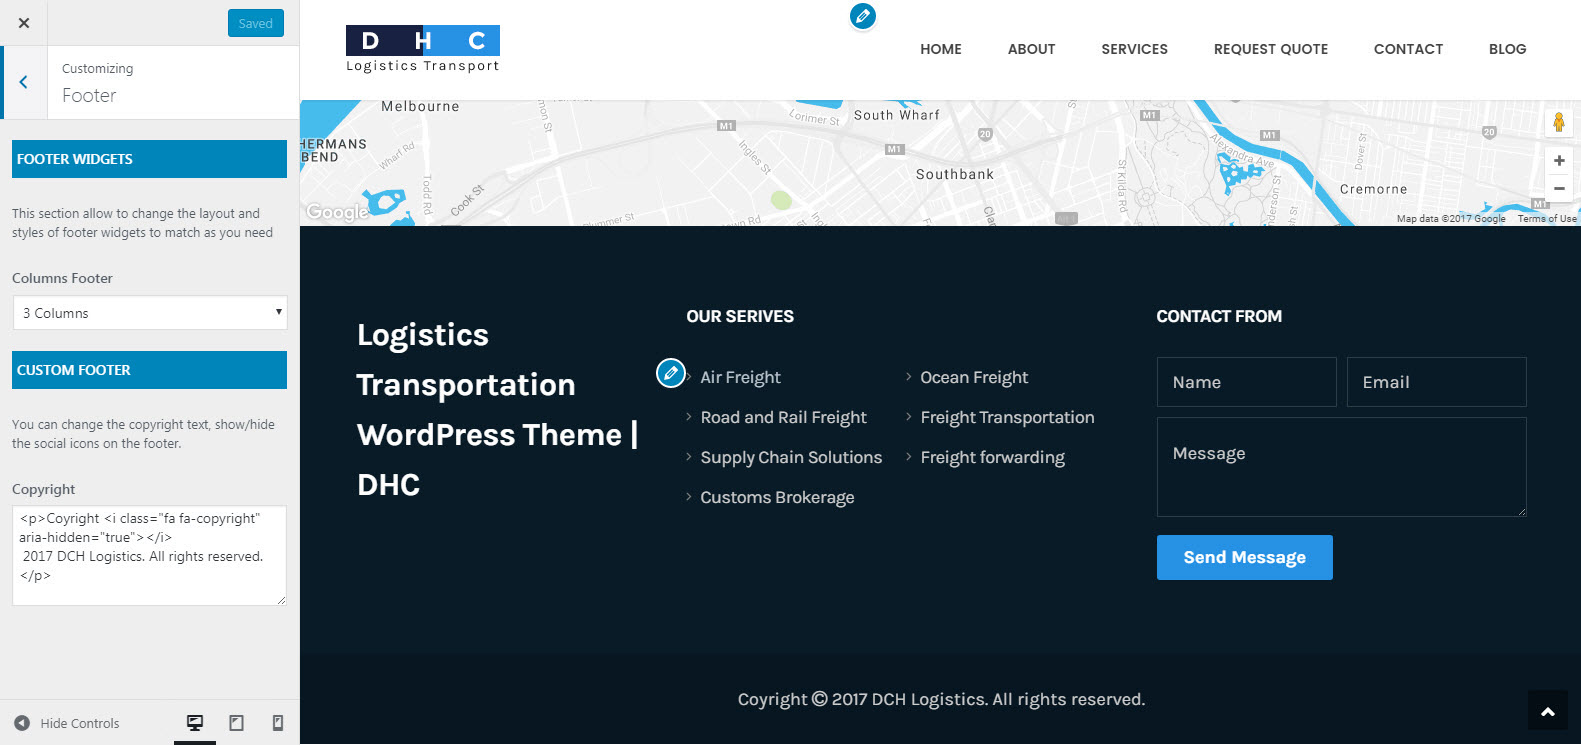 Saved
Customizing
Footer
FOOTER WIDGETS
This section allow to change the layout and
styles of footer widgets to match as you need
Columns Footer
3 Columns
CUSTOM FOOTER
You can change the copyright text, show/hide
the social icons on the footer.
Copyright
<p>Coyright <i class="fa fa-copyright"
aria-hidden="true"></i>
2017 DCH Logistics. All rights reserved.
</p>
Hide Controls
D H C
Logistics Transport
HOME ABOUT SERVICES REQUEST QUOTE CONTACT BLOG
Melbourne
Lorimer St
South Wharf
M1
M1
20
M1
M1
20
HERMANS
BEND
Wharf Rd
Ingles St
Alexandra Ave
Dover St
Southbank
Cremorne
Todd Rd
Cook St
St Kilda Rd
M1
Google
Map data ©2017 Google Terms of Use
Logistics
Transportation
WordPress Theme |
DHC
OUR SERIVES
Air Freight
Road and Rail Freight
Supply Chain Solutions
Customs Brokerage
Ocean Freight
Freight Transportation
Freight forwarding
CONTACT FROM
Name
Email
Message
Send Message
Coyright © 2017 DCH Logistics. All rights reserved.